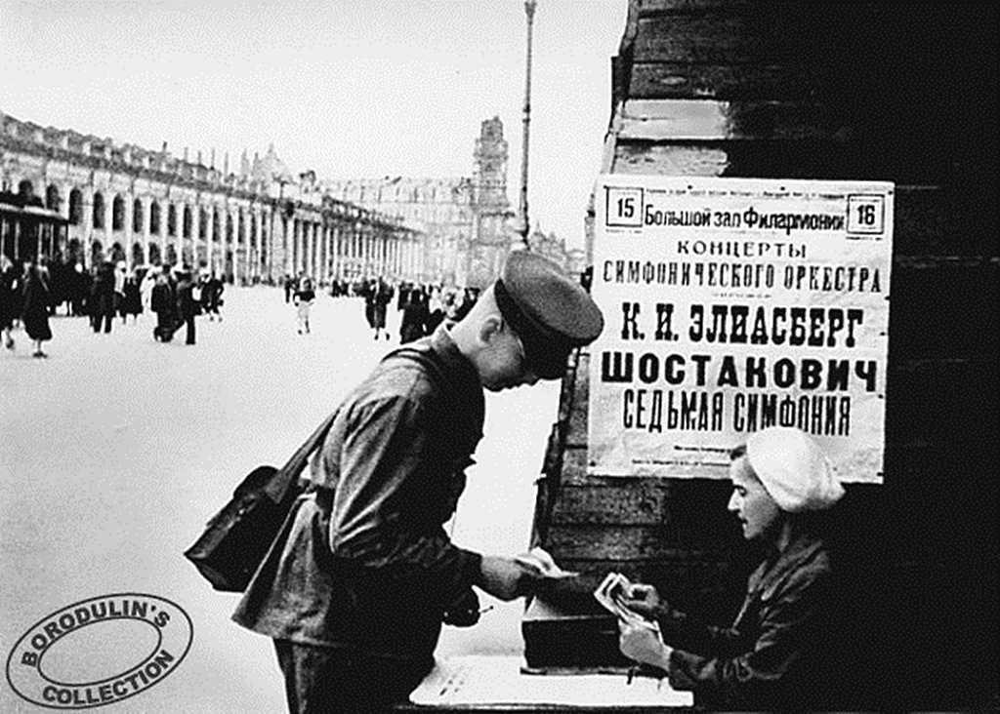 15 Большой зал Филармонии 16
КОНЦЕРТЫ
СИМФОНИЧЕСКОГО ОРКЕСТРА
К. И. ЭЛИАСБЕРГ
ШОСТАКОВИЧ
СЕДЬМАЯ СИМФОНИЯ
BORODULIN'S
COLLECTION